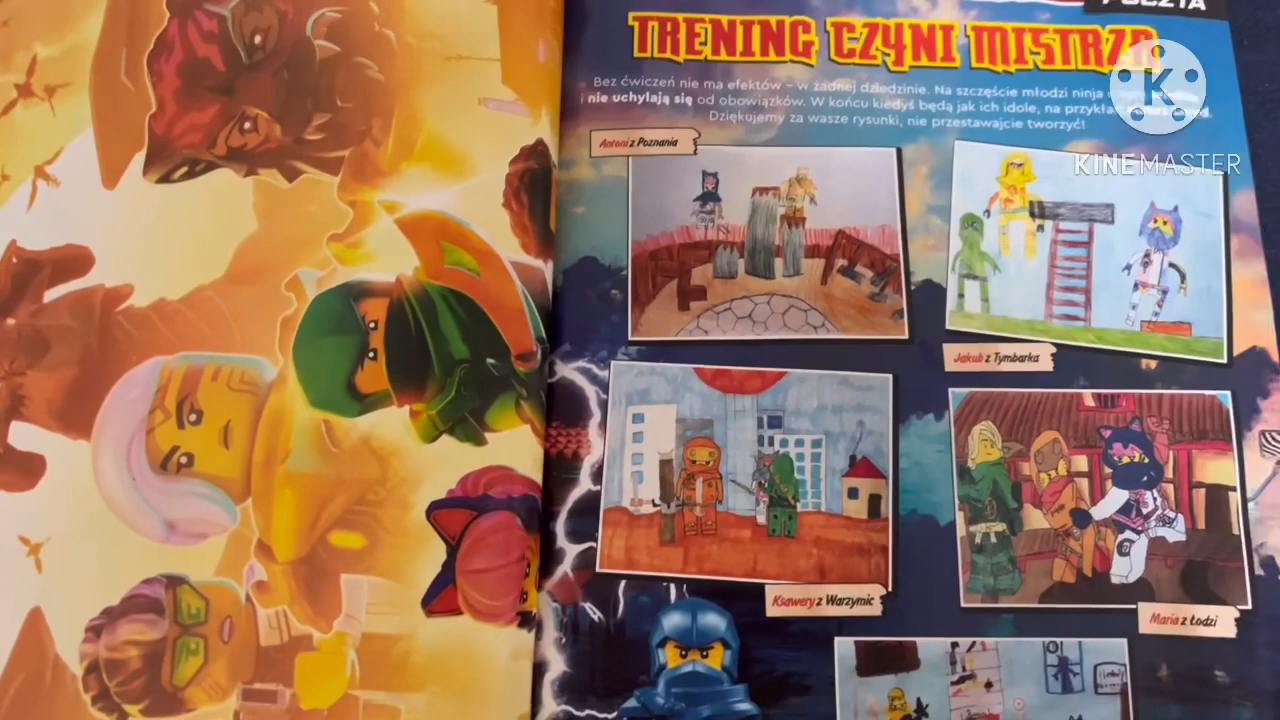 POCZTA
TRENING CZYNI MISTRZA
Bez ćwiczeń nie ma efektów – w żadnej dziedzinie. Na szczęście młodzi ninja
i nie uchylają się od obowiązków. W końcu kiedyś będą jak ich idole, na przykład
Dziękujemy za wasze rysunki, nie przestawajcie tworzyć!
KINEMASTER
Antoni z Poznania
Jakub z Tymbarka
Ksawery z Warzymic
Maria z Łodzi